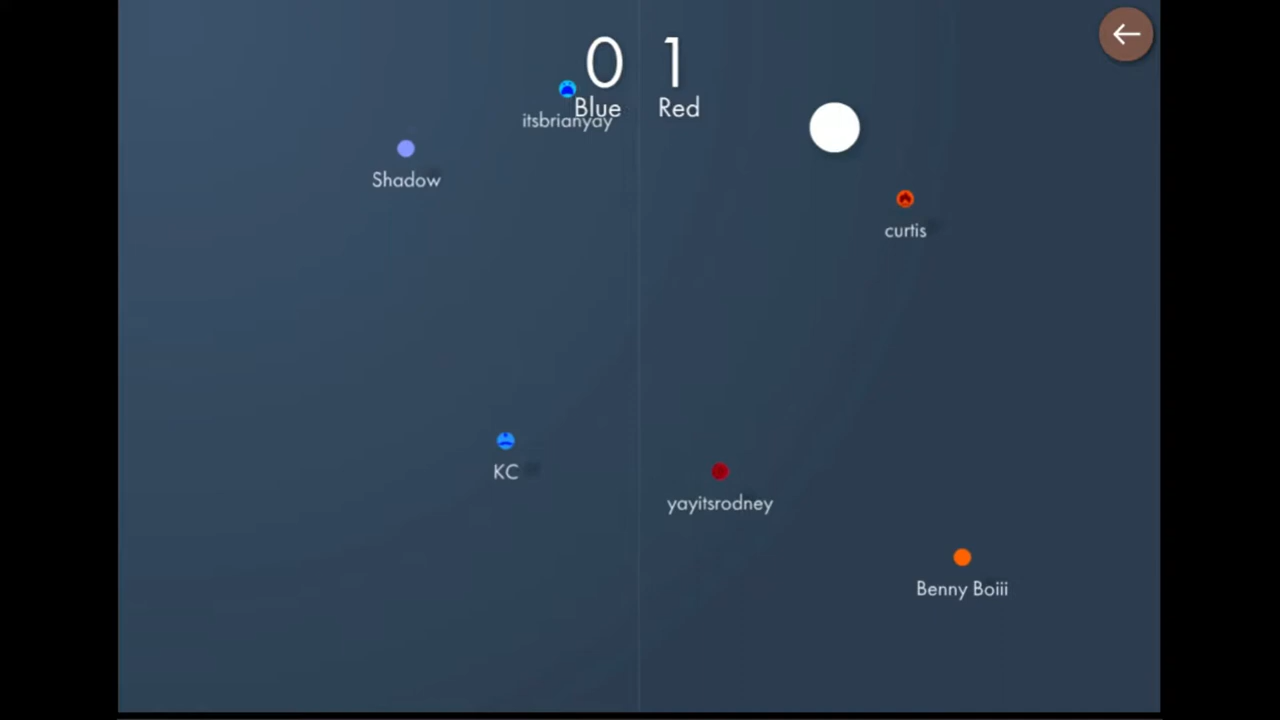 0 1
Blue Red
itsbrianyay
Shadow
curtis
KC
yayitsrodney
Benny Boiii